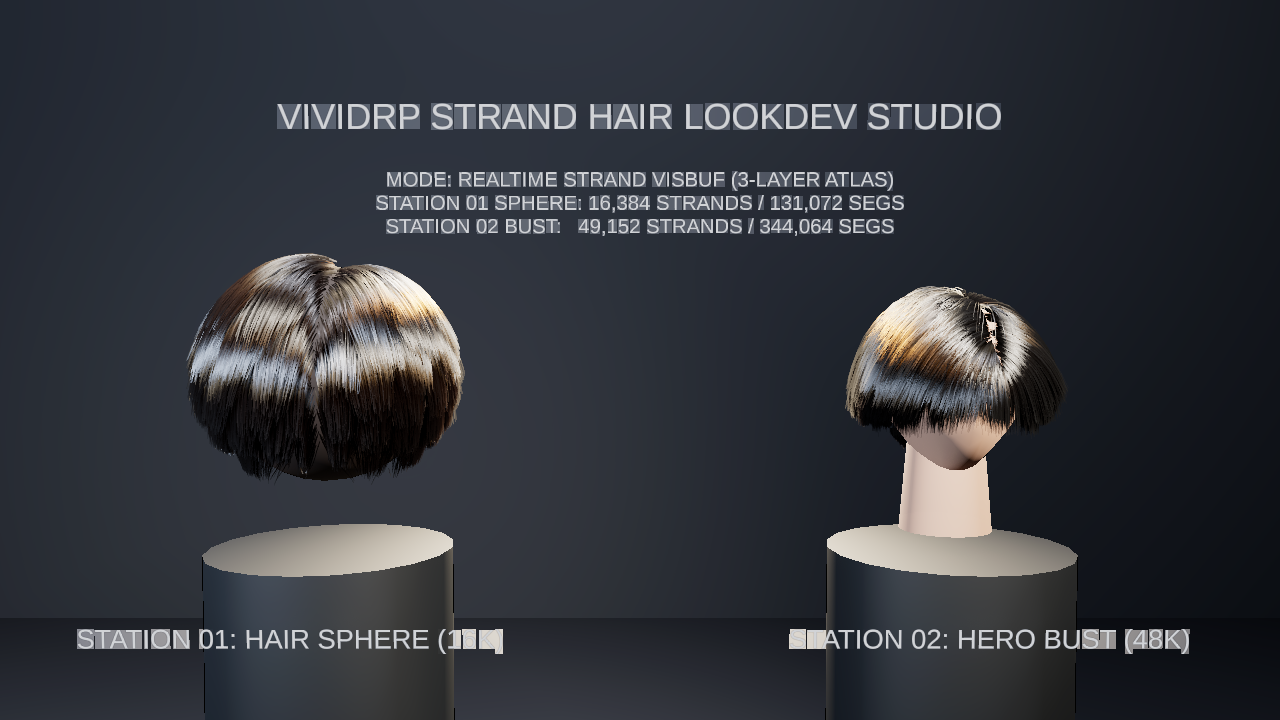 VIVIDRP STRAND HAIR LOOKDEV STUDIO
MODE: REALTIME STRAND VISBUF (3-LAYER ATLAS)
STATION 01 SPHERE: 16,384 STRANDS / 131,072 SEGS
STATION 02 BUST: 49,152 STRANDS / 344,064 SEGS
STATION 01: HAIR SPHERE (16K)
STATION 02: HERO BUST (48K)